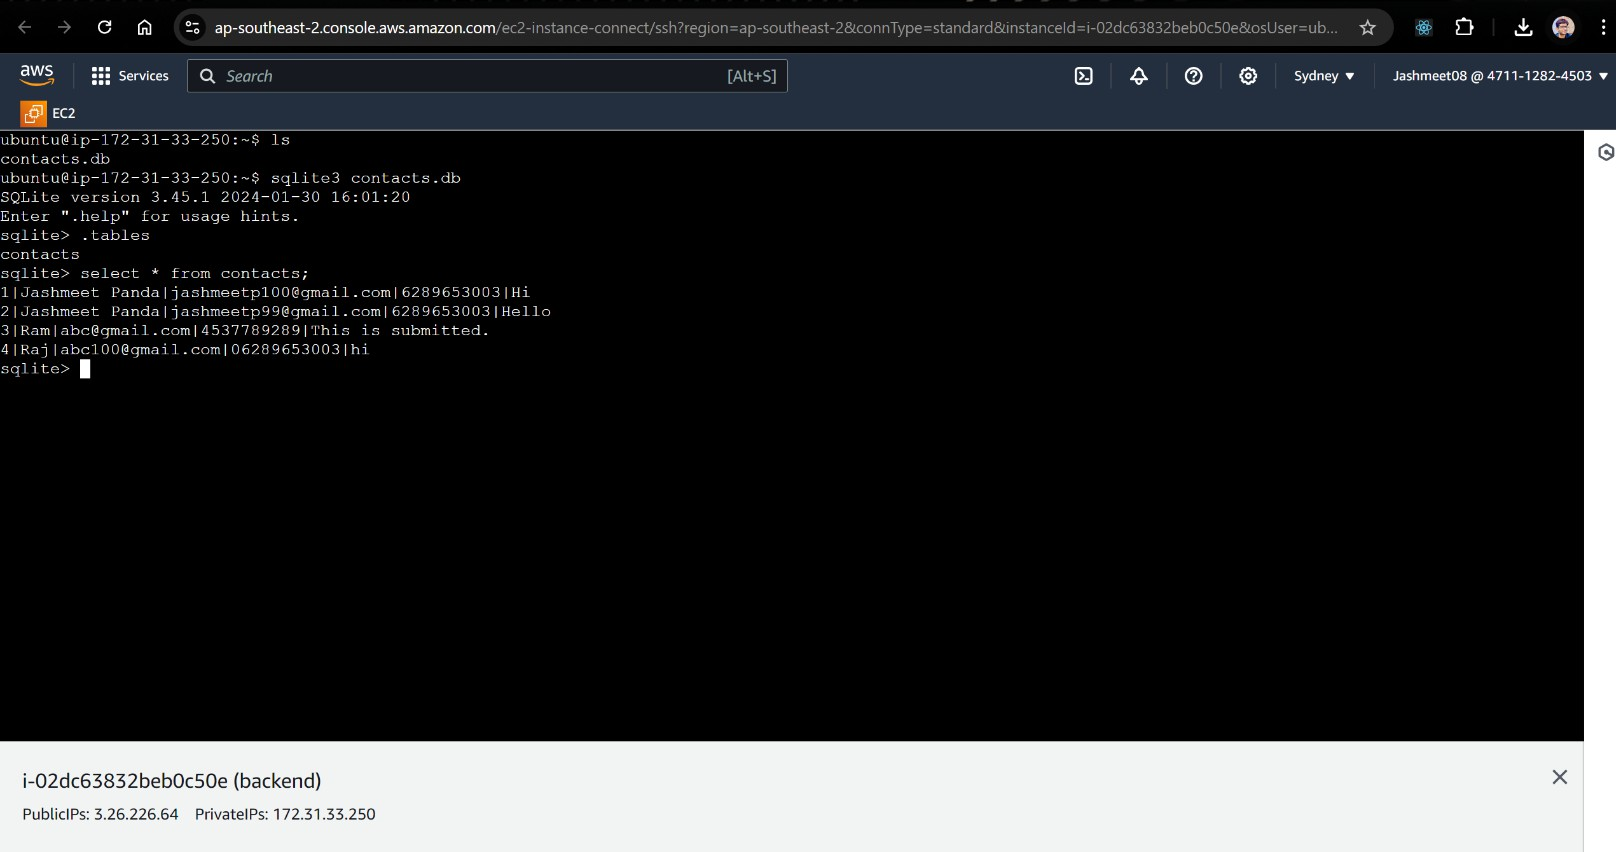 ap-southeast-2.console.aws.amazon.com/ec2-instance-connect/ssh?region=ap-southeast-2&connType=standard&instanceId=i-02dc63832beb0c50e&osUser=ub...
aws Services Search [Alt+S] Sydney Jashmeet08 @ 4711-1282-4503
EC2
ubuntu@ip-172-31-33-250:~$ ls
contacts.db
ubuntu@ip-172-31-33-250:~$ sqlite3 contacts.db
SQLite version 3.45.1 2024-01-30 16:01:20
Enter ".help" for usage hints.
sqlite> .tables
contacts
sqlite> select * from contacts;
1|Jashmeet Panda|jashmeetp100@gmail.com|6289653003|Hi
2|Jashmeet Panda|jashmeetp99@gmail.com|6289653003|Hello
3|Ram|abc@gmail.com|4537789289|This is submitted.
4|Raj|abc100@gmail.com|06289653003|hi
sqlite>
i-02dc63832beb0c50e (backend)
PublicIPs: 3.26.226.64 PrivateIPs: 172.31.33.250